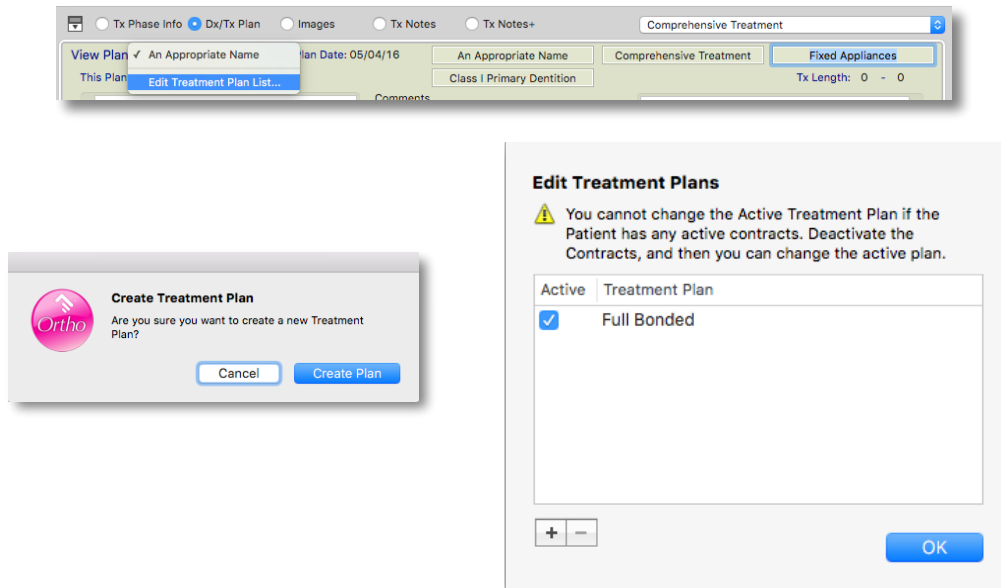 Tx Phase Info Dx/Tx Plan Images Tx Notes Tx Notes+ Comprehensive Treatment
View Plan ✓ An Appropriate Name lan Date: 05/04/16 An Appropriate Name Comprehensive Treatment Fixed Appliances
This Plan Edit Treatment Plan List... Class I Primary Dentition Tx Length: 0 - 0
Comments
Edit Treatment Plans
You cannot change the Active Treatment Plan if the
Patient has any active contracts. Deactivate the
Contracts, and then you can change the active plan.
Active Treatment Plan
Full Bonded
+ −
OK
Ortho
Create Treatment Plan
Are you sure you want to create a new Treatment
Plan?
Cancel Create Plan